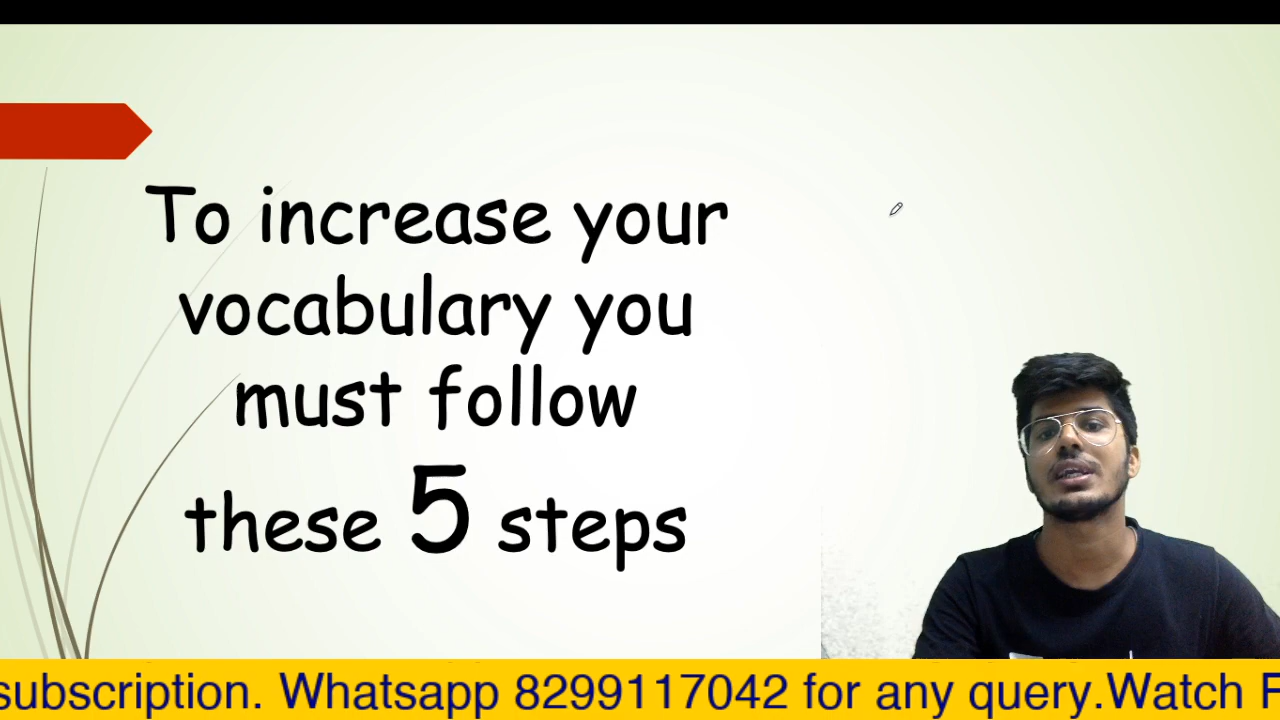 To increase your
vocabulary you
must follow
these 5 steps
subscription. Whatsapp 8299117042 for any query.Watch F